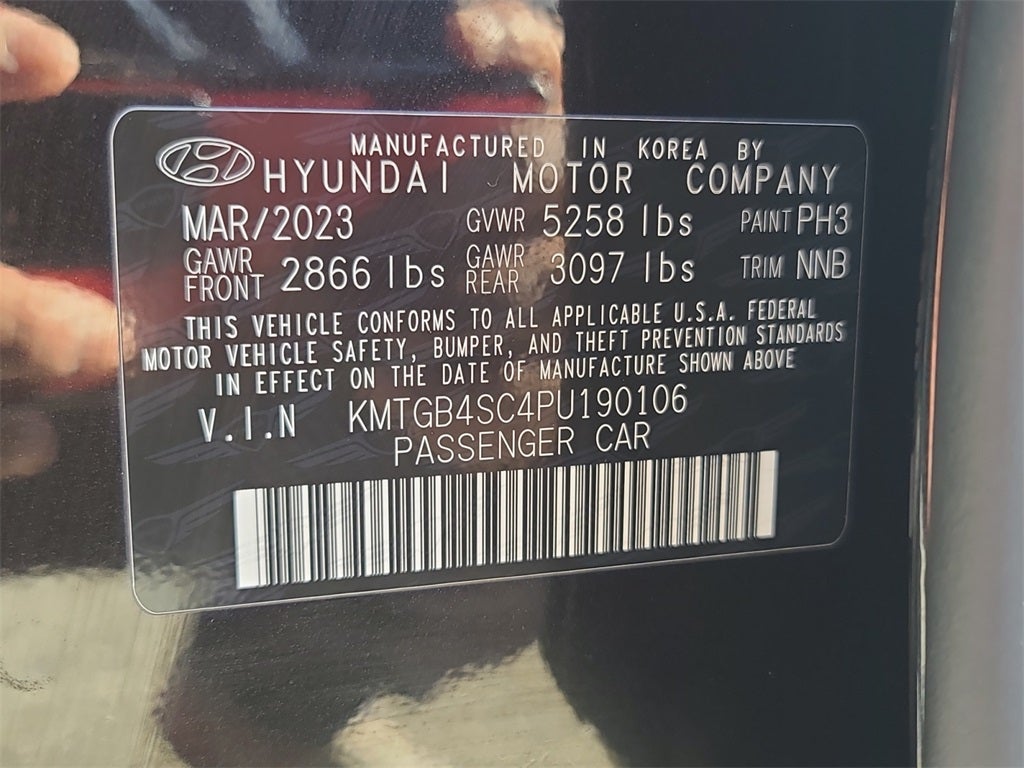 MANUFACTURED IN KOREA BY
HYUNDAI MOTOR COMPANY
MAR/2023 GVWR 5258 lbs PAINT PH3
GAWR FRONT 2866 lbs GAWR REAR 3097 lbs TRIM NNB
THIS VEHICLE CONFORMS TO ALL APPLICABLE U.S.A. FEDERAL
MOTOR VEHICLE SAFETY, BUMPER, AND THEFT PREVENTION STANDARDS
IN EFFECT ON THE DATE OF MANUFACTURE SHOWN ABOVE
V.I.N KMTGB4SC4PU190106
PASSENGER CAR